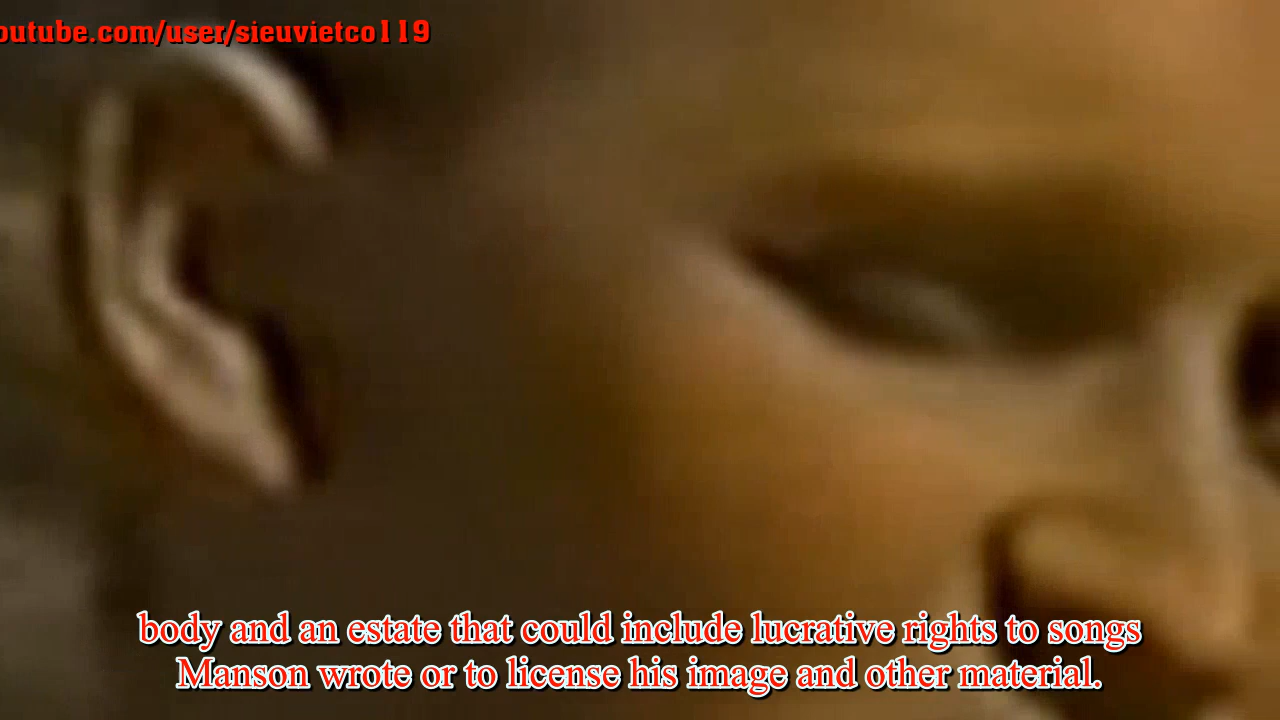 outube.com/user/sieuvietco119
body and an estate that could include lucrative rights to songs
Manson wrote or to license his image and other material.